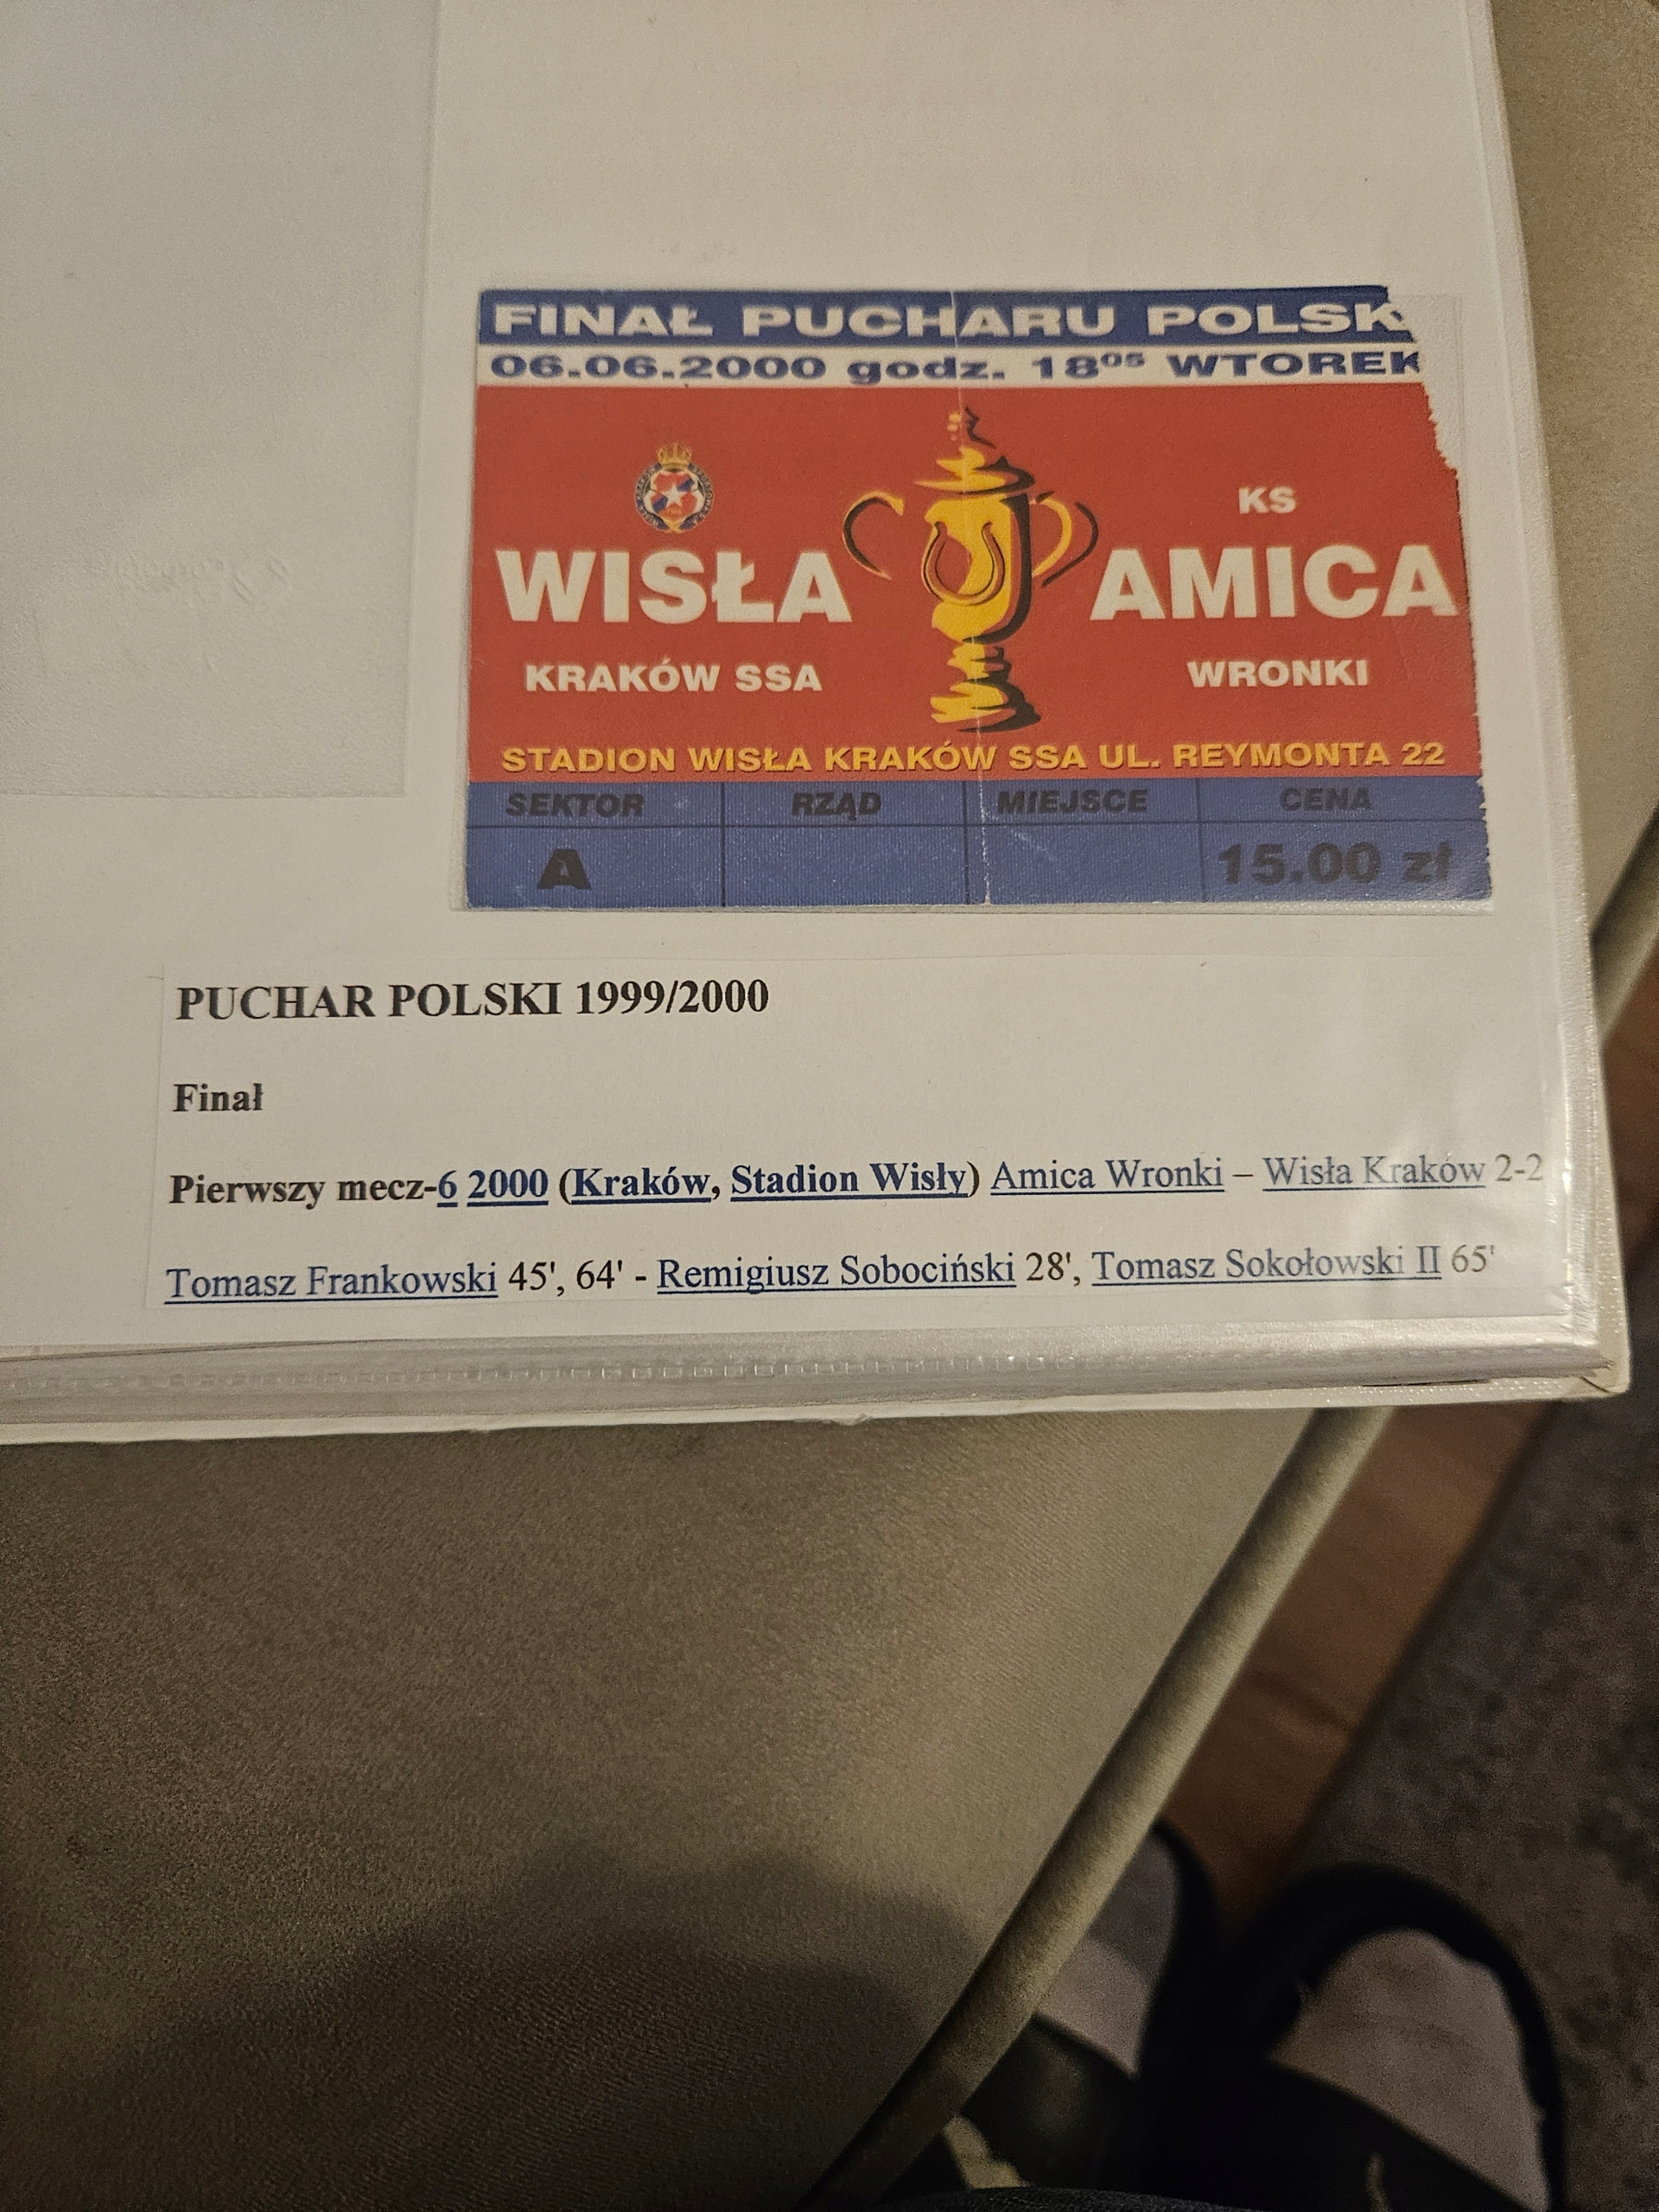 FINAŁ PUCHARU POLSK
06.06.2000 godz. 18⁰⁵ WTOREK
WISŁA
KRAKÓW SSA
KS
AMICA
WRONKI
STADION WISŁA KRAKÓW SSA UL. REYMONTA 22
SEKTOR RZĄD MIEJSCE CENA
A 15.00 zł
PUCHAR POLSKI 1999/2000
Finał
Pierwszy mecz-6 2000 (Kraków, Stadion Wisły) Amica Wronki – Wisła Kraków 2-2
Tomasz Frankowski 45', 64' - Remigiusz Sobociński 28', Tomasz Sokołowski II 65'